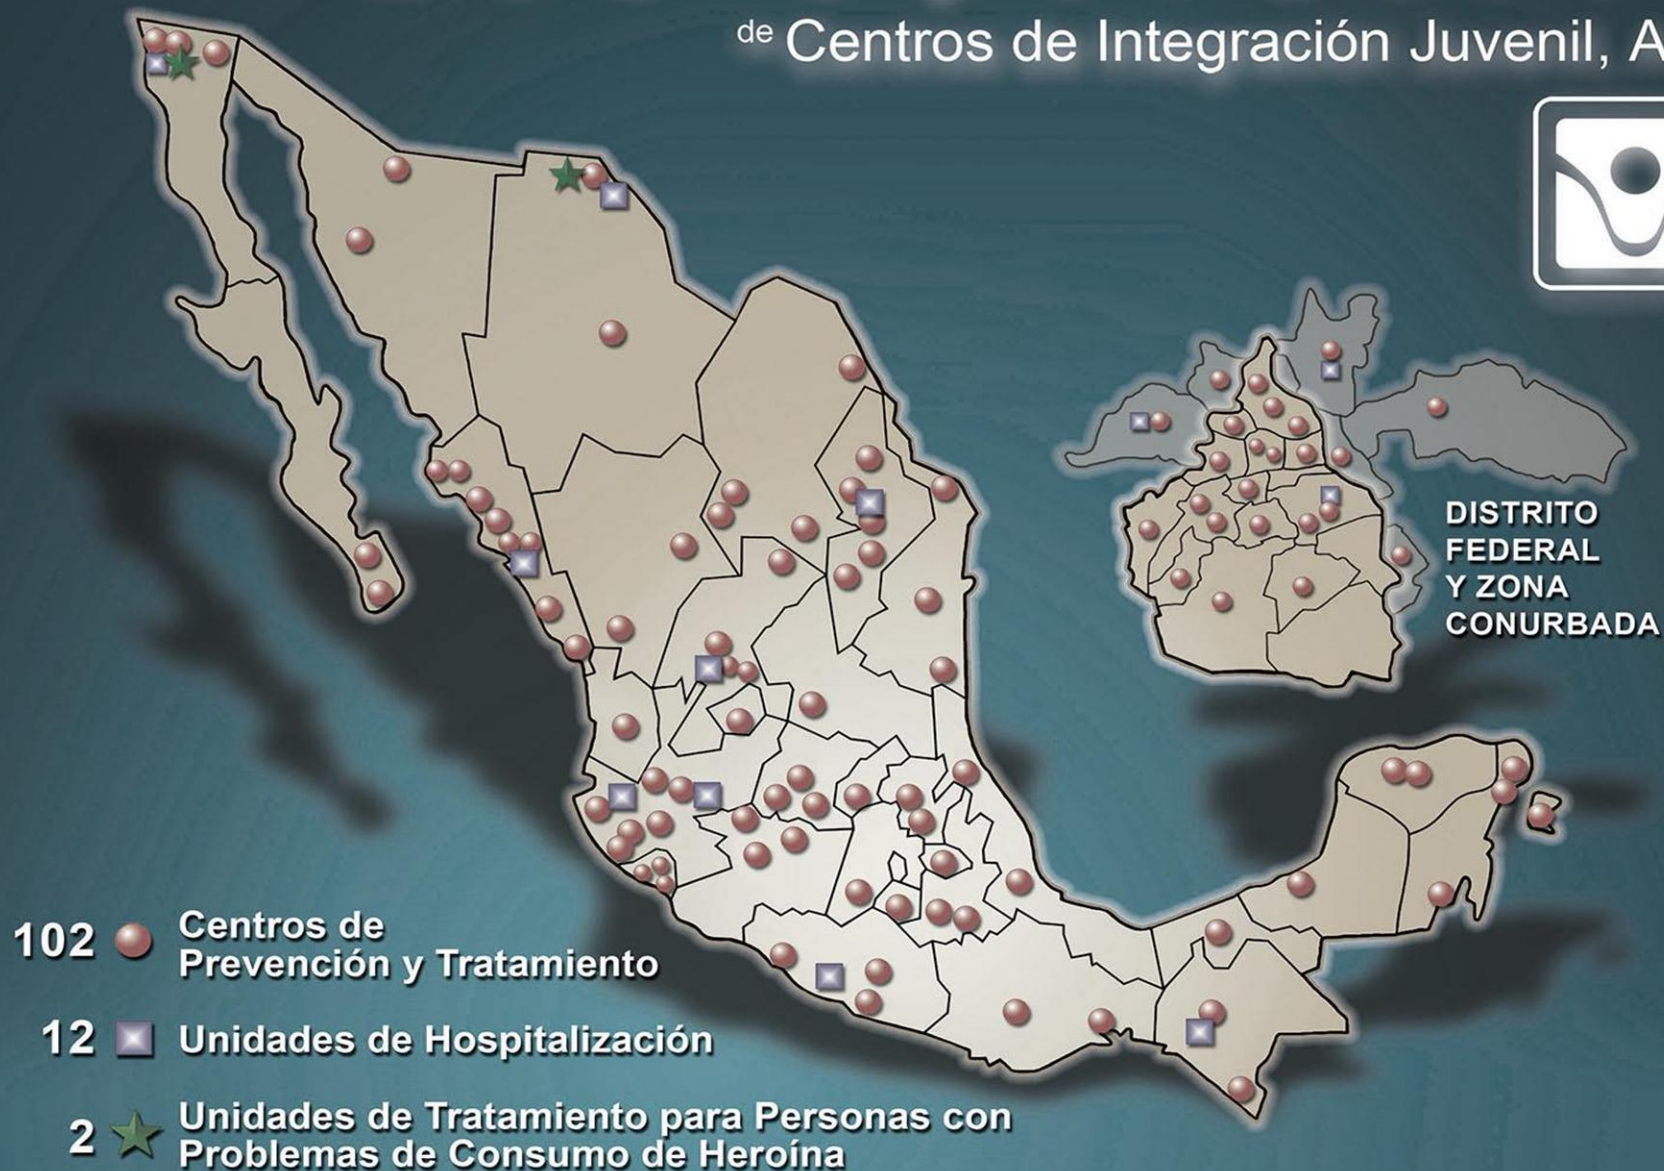 de Centros de Integración Juvenil, A
DISTRITO
FEDERAL
Y ZONA
CONURBADA
102 Centros de
Prevención y Tratamiento
12 Unidades de Hospitalización
2 Unidades de Tratamiento para Personas con
Problemas de Consumo de Heroína